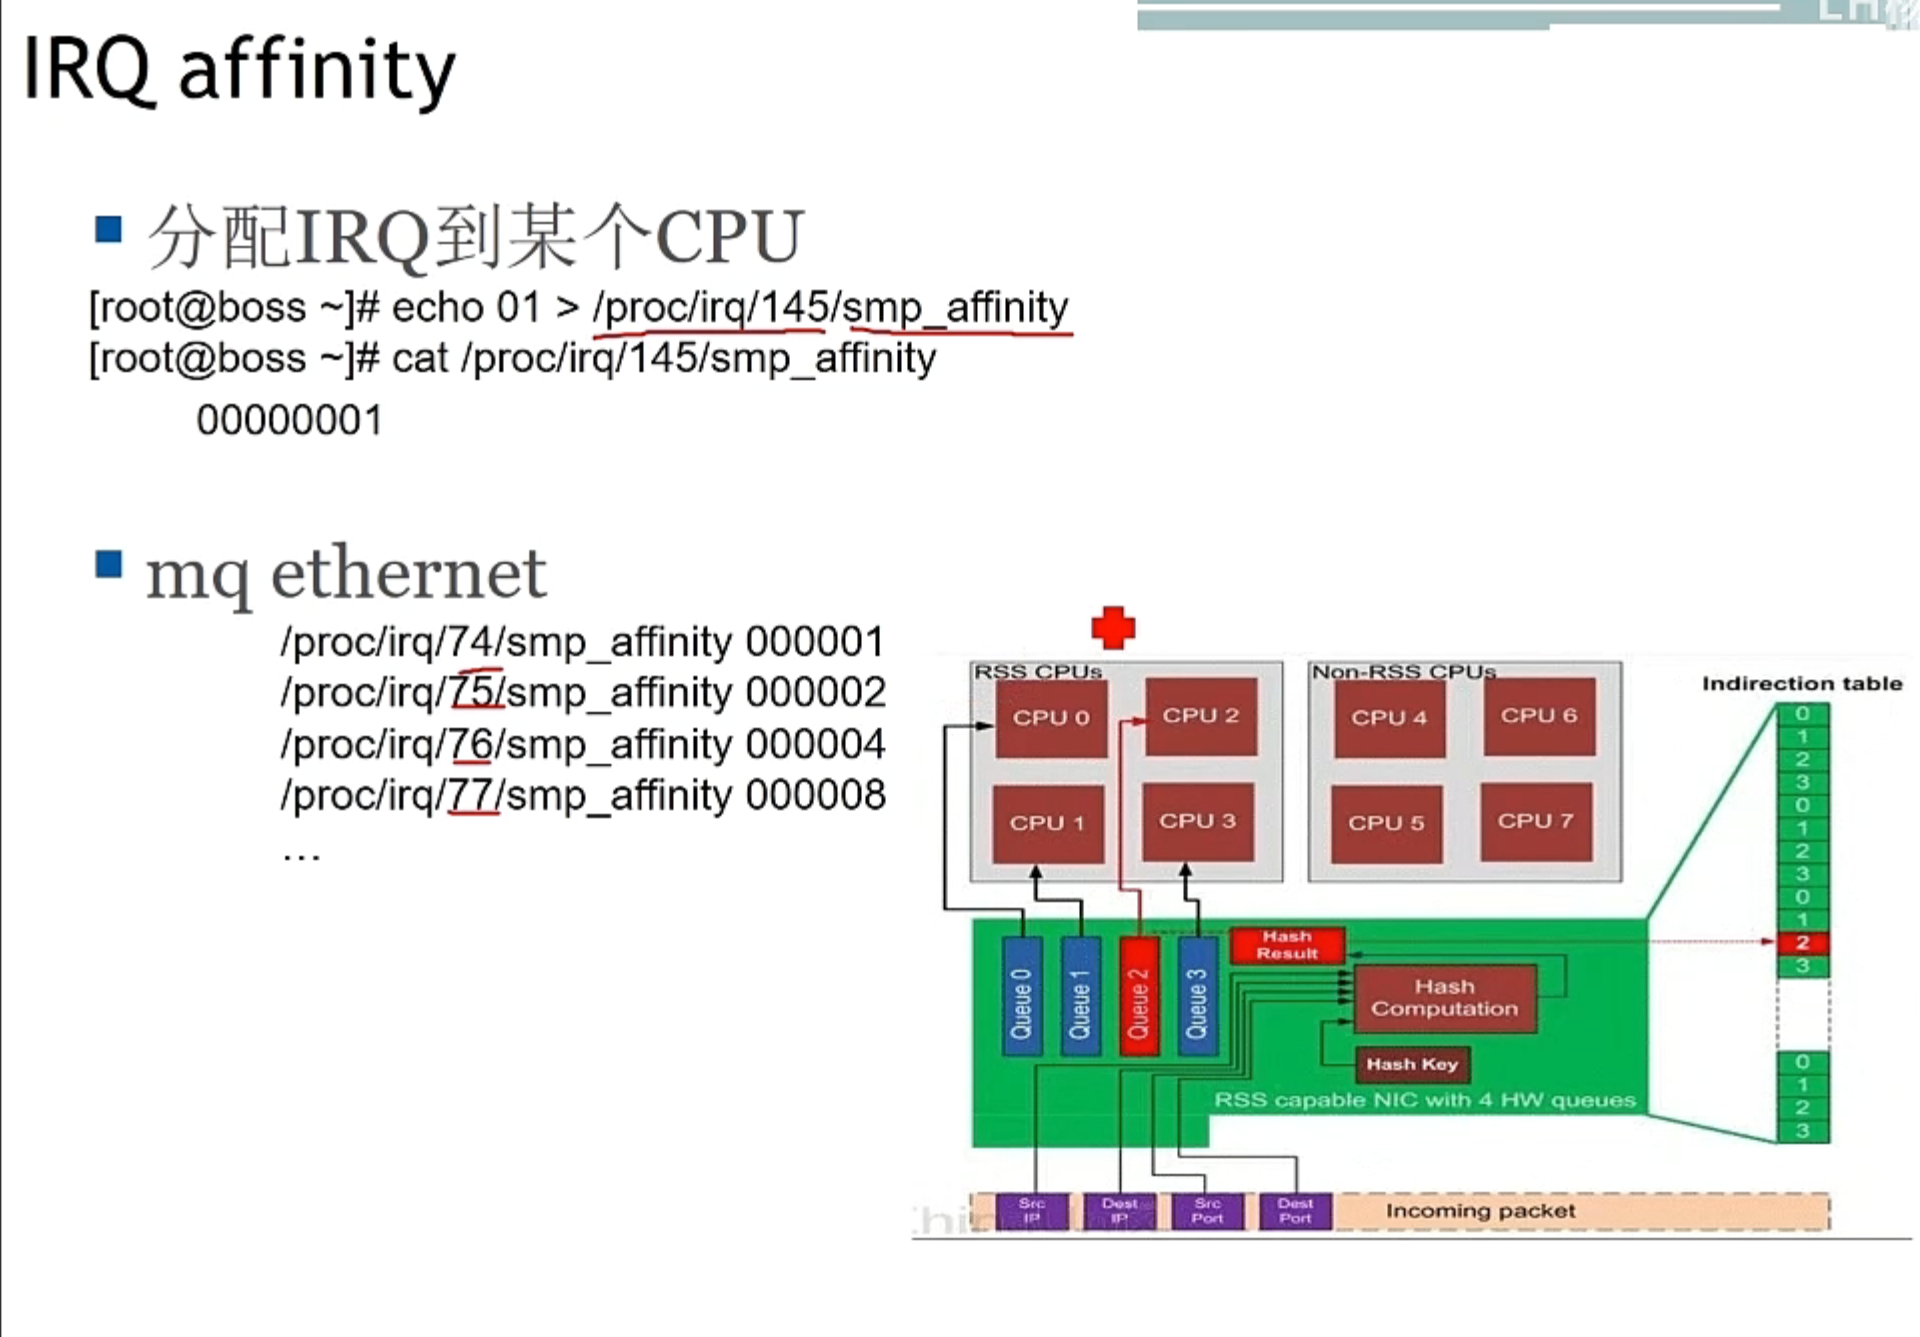 IRQ affinity
分配IRQ到某个CPU
[root@boss ~]# echo 01 > /proc/irq/145/smp_affinity
[root@boss ~]# cat /proc/irq/145/smp_affinity
00000001
mq ethernet
/proc/irq/74/smp_affinity 000001
/proc/irq/75/smp_affinity 000002
/proc/irq/76/smp_affinity 000004
/proc/irq/77/smp_affinity 000008
...
RSS CPUs
CPU 0
CPU 2
CPU 1
CPU 3
Non-RSS CPUs
CPU 4
CPU 6
CPU 5
CPU 7
Indirection table
0
1
2
3
0
1
2
3
0
1
2
3
0
1
2
3
Queue 0
Queue 1
Queue 2
Queue 3
Hash
Result
Hash
Computation
Hash Key
RSS capable NIC with 4 HW queues
Src
IP
Dest
IP
Src
Port
Dest
Port
Incoming packet